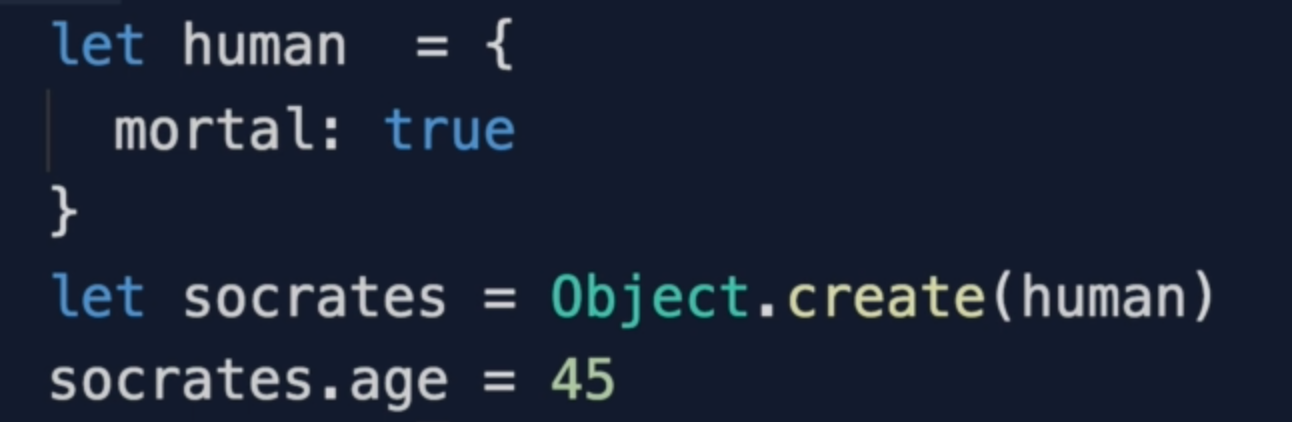 let human  = {
  mortal: true
}
let socrates = Object.create(human)
socrates.age = 45